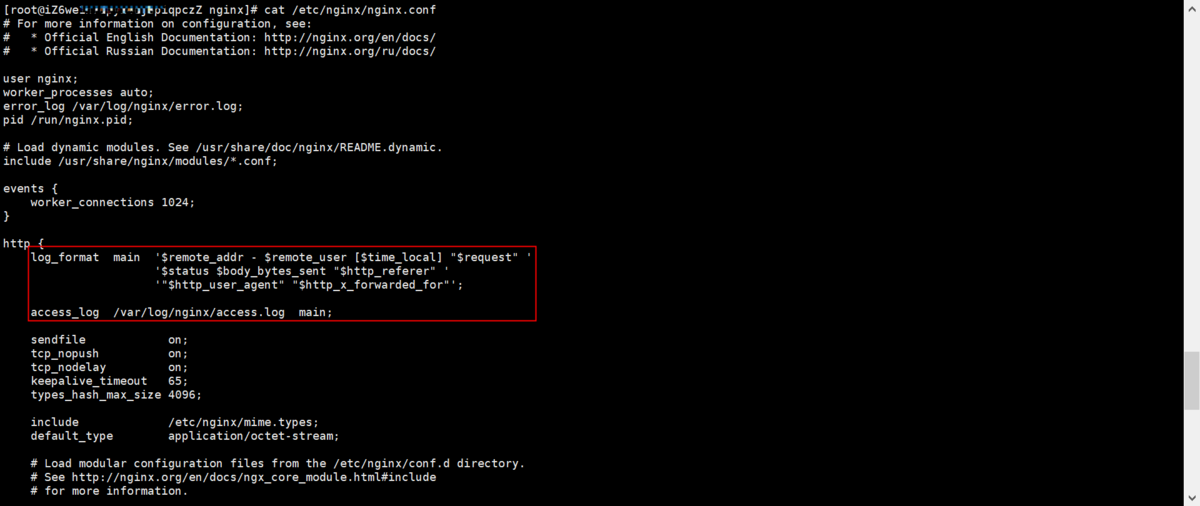 nginx]# cat /etc/nginx/nginx.conf
# For more information on configuration, see:
#   * Official English Documentation: http://nginx.org/en/docs/
#   * Official Russian Documentation: http://nginx.org/ru/docs/
user nginx;
worker_processes auto;
error_log /var/log/nginx/error.log;
pid /run/nginx.pid;
# Load dynamic modules. See /usr/share/doc/nginx/README.dynamic.
include /usr/share/nginx/modules/*.conf;
events {
    worker_connections 1024;
}
http {
    log_format  main  '$remote_addr - $remote_user [$time_local] "$request" '
                      '$status $body_bytes_sent "$http_referer" '
                      '"$http_user_agent" "$http_x_forwarded_for"';
    access_log  /var/log/nginx/access.log  main;
    sendfile            on;
    tcp_nopush          on;
    tcp_nodelay         on;
    keepalive_timeout   65;
    types_hash_max_size 4096;
    include             /etc/nginx/mime.types;
    default_type        application/octet-stream;
    # Load modular configuration files from the /etc/nginx/conf.d directory.
    # See http://nginx.org/en/docs/ngx_core_module.html#include
    # for more information.